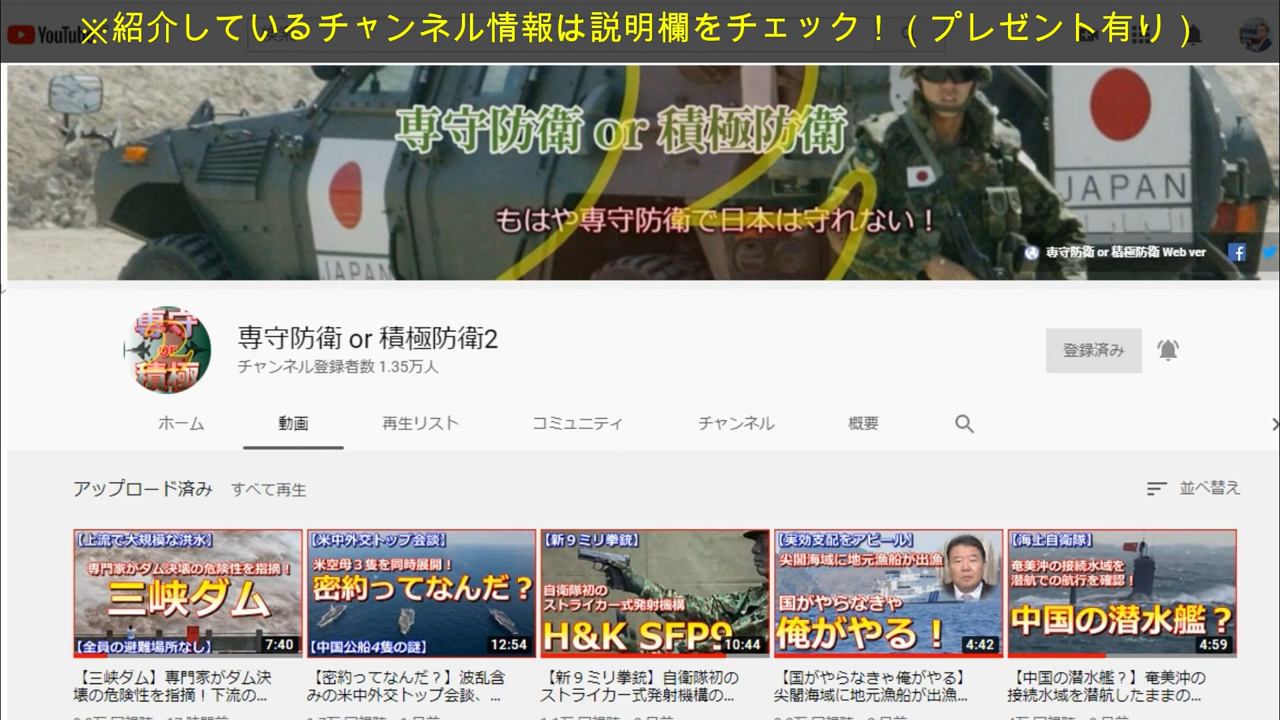 ※紹介しているチャンネル情報は説明欄をチェック！（プレゼント有り）
YouTube
専守防衛 or 積極防衛
もはや専守防衛で日本は守れない！
JAPAN
JAPAN
専守防衛 or 積極防衛 Web ver
専守
or
積極
専守防衛 or 積極防衛2
チャンネル登録者数 1.35万人
登録済み
ホーム 動画 再生リスト コミュニティ チャンネル 概要
アップロード済み すべて再生
並べ替え
【上流で大規模な洪水】
専門家がダム決壊の危険性を指摘！
三峡ダム
【全員の避難場所なし】
7:40
【米中外交トップ会談】
米空母３隻を同時展開！
密約ってなんだ？
【中国公船4隻の謎】
12:54
【新９ミリ拳銃】
自衛隊初の
ストライカー式発射機構
H&K SFP9
10:44
【実効支配をアピール】
尖閣海域に地元漁船が出漁
国がやらなきゃ
俺がやる！
4:42
【海上自衛隊】
奄美沖の接続水域を
潜航での航行を確認！
中国の潜水艦？
4:59
【三峡ダム】専門家がダム決
壊の危険性を指摘！下流の...
【密約ってなんだ？】波乱含
みの米中外交トップ会談、...
【新９ミリ拳銃】自衛隊初の
ストライカー式発射機構の...
【国がやらなきゃ俺がやる】
尖閣海域に地元漁船が出漁...
【中国の潜水艦？】奄美沖の
接続水域を潜航したままの...